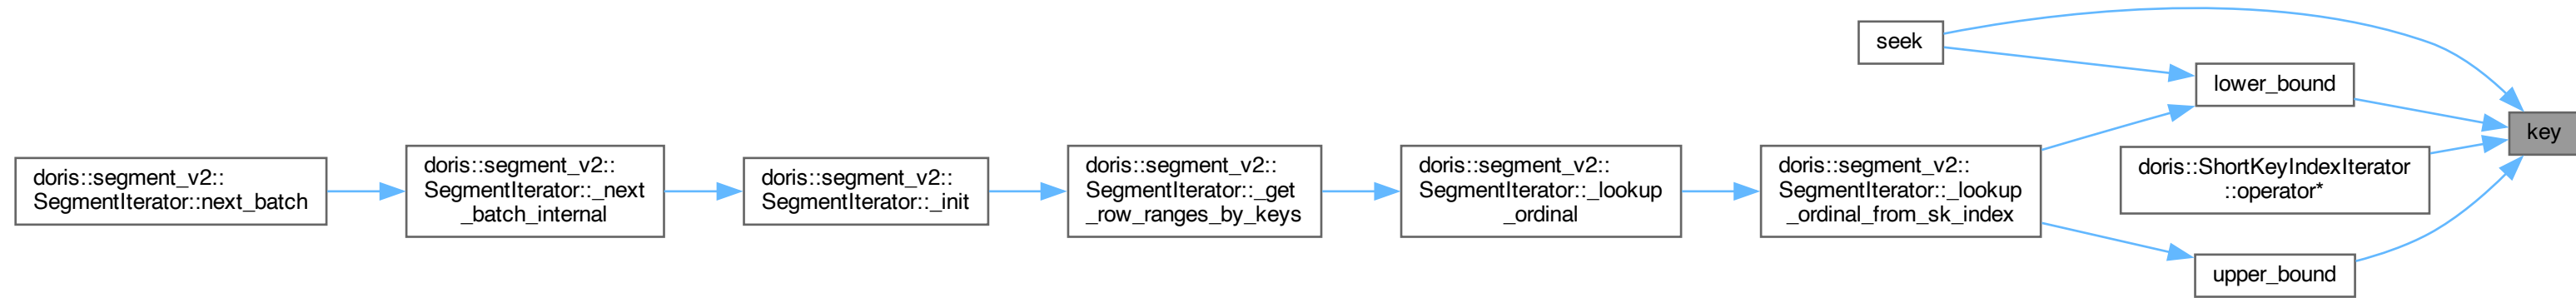 seek
lower_bound
key
doris::segment_v2::
SegmentIterator::next_batch
doris::segment_v2::
SegmentIterator::_next
_batch_internal
doris::segment_v2::
SegmentIterator::_init
doris::segment_v2::
SegmentIterator::_get
_row_ranges_by_keys
doris::segment_v2::
SegmentIterator::_lookup
_ordinal
doris::segment_v2::
SegmentIterator::_lookup
_ordinal_from_sk_index
doris::ShortKeyIndexIterator
::operator*
upper_bound